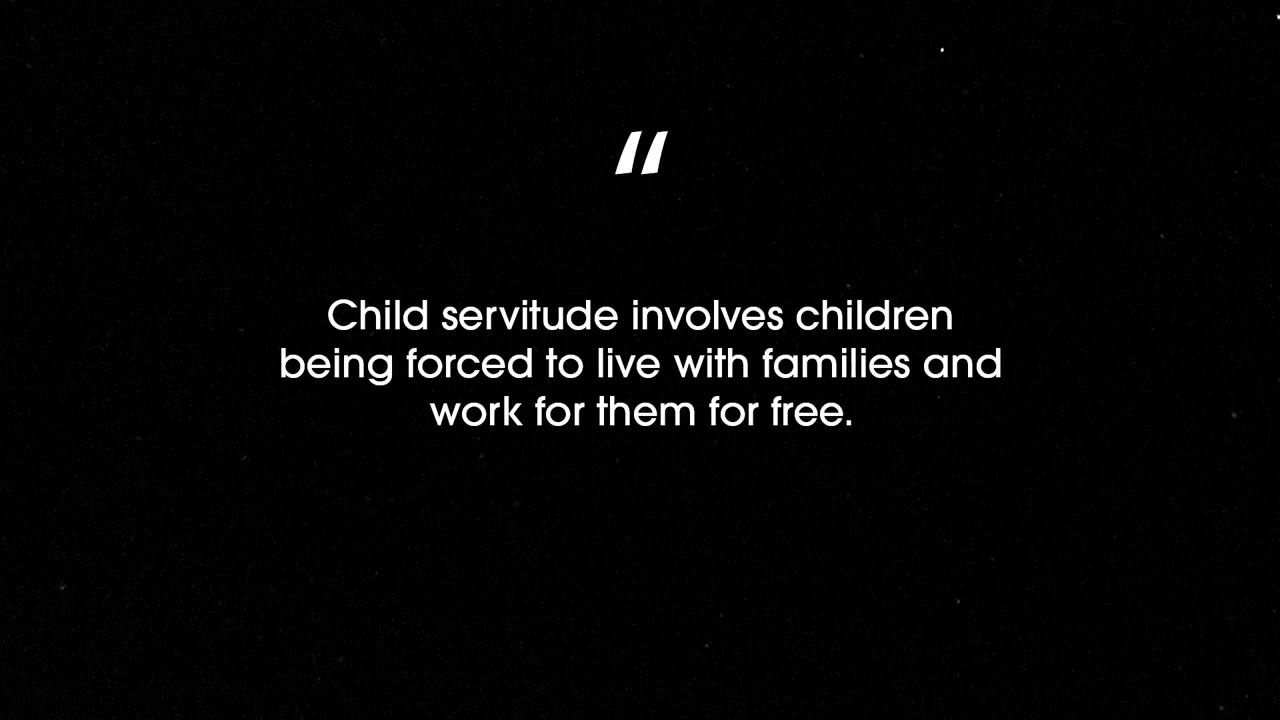 “
Child servitude involves children
being forced to live with families and
work for them for free.